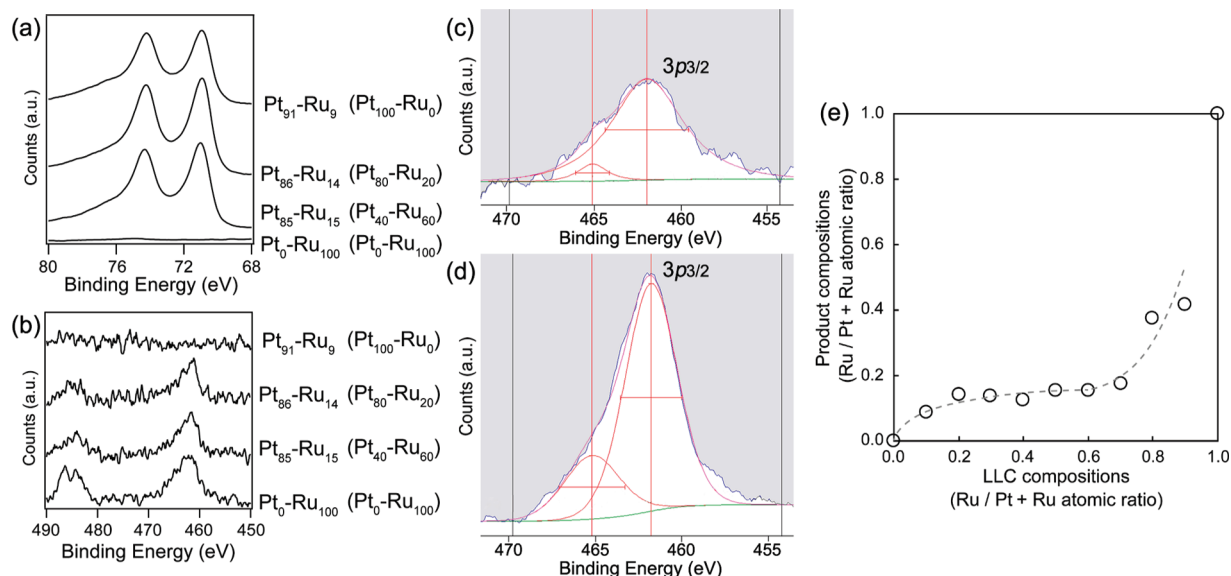 (a)
Counts (a.u.)
Pt₉₁-Ru₉ (Pt₁₀₀-Ru₀)
Pt₈₆-Ru₁₄ (Pt₈₀-Ru₂₀)
Pt₈₅-Ru₁₅ (Pt₄₀-Ru₆₀)
Pt₀-Ru₁₀₀ (Pt₀-Ru₁₀₀)
80 76 72 68
Binding Energy (eV)
(b)
Counts (a.u.)
Pt₉₁-Ru₉ (Pt₁₀₀-Ru₀)
Pt₈₆-Ru₁₄ (Pt₈₀-Ru₂₀)
Pt₈₅-Ru₁₅ (Pt₄₀-Ru₆₀)
Pt₀-Ru₁₀₀ (Pt₀-Ru₁₀₀)
490 480 470 460 450
Binding Energy (eV)
(c)
3p3/2
Counts (a.u.)
470 465 460 455
Binding Energy (eV)
(d)
3p3/2
Counts (a.u.)
470 465 460 455
Binding Energy (eV)
(e)
Product compositions
(Ru / Pt + Ru atomic ratio)
1.0
0.8
0.6
0.4
0.2
0.0
0.0 0.2 0.4 0.6 0.8 1.0
LLC compositions
(Ru / Pt + Ru atomic ratio)